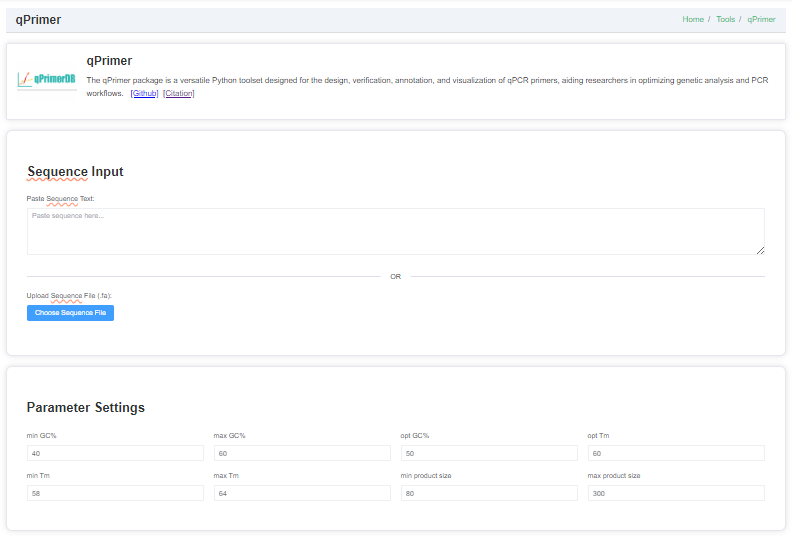 qPrimer
Home / Tools / qPrimer
qPrimerDB
qPrimer
The qPrimer package is a versatile Python toolset designed for the design, verification, annotation, and visualization of qPCR primers, aiding researchers in optimizing genetic analysis and PCR
workflows. [Github] [Citation]
Sequence Input
Paste Sequence Text:
Paste sequence here...
OR
Upload Sequence File (.fa):
Choose Sequence File
Parameter Settings
min GC% max GC% opt GC% opt Tm
40 60 50 60
min Tm max Tm min product size max product size
58 64 80 300